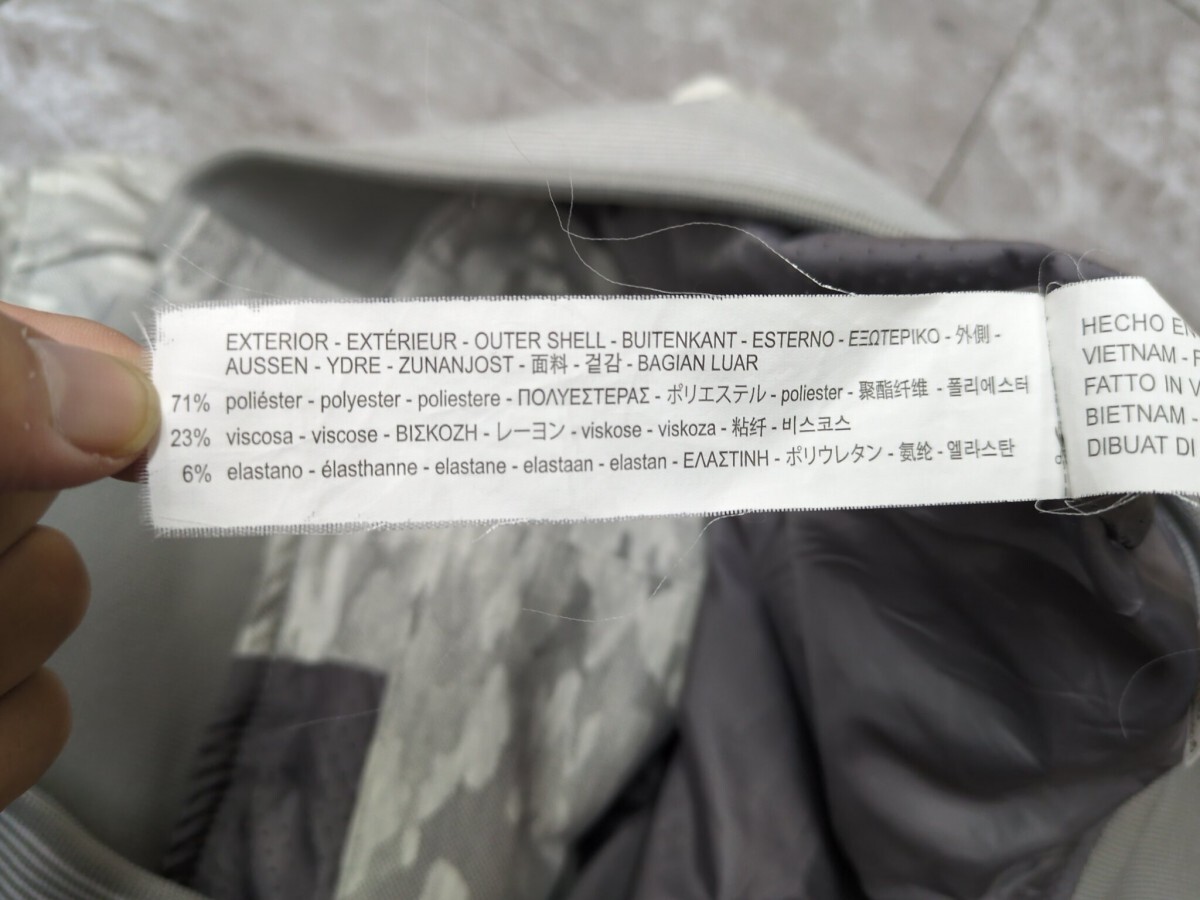 EXTERIOR - EXTÉRIEUR - OUTER SHELL - BUITENKANT - ESTERNO - ΕΞΩΤΕΡΙΚΟ - 外側 -
AUSSEN - YDRE - ZUNANJOST - 面料 - 겉감 - BAGIAN LUAR
71% poliéster - polyester - poliestere - ΠΟΛΥΕΣΤΕΡΑΣ - ポリエステル - poliester - 聚酯纤维 - 폴리에스터
23% viscosa - viscose - ΒΙΣΚΟΖΗ - レーヨン - viskose - viskoza - 粘纤 - 비스코스
6% elastano - élasthanne - elastane - elastaan - elastan - ΕΛΑΣΤΙΝΗ - ポリウレタン - 氨纶 - 엘라스탄
HECHO EN
VIETNAM -
FATTO IN
BIETNAM -
DIBUAT DI